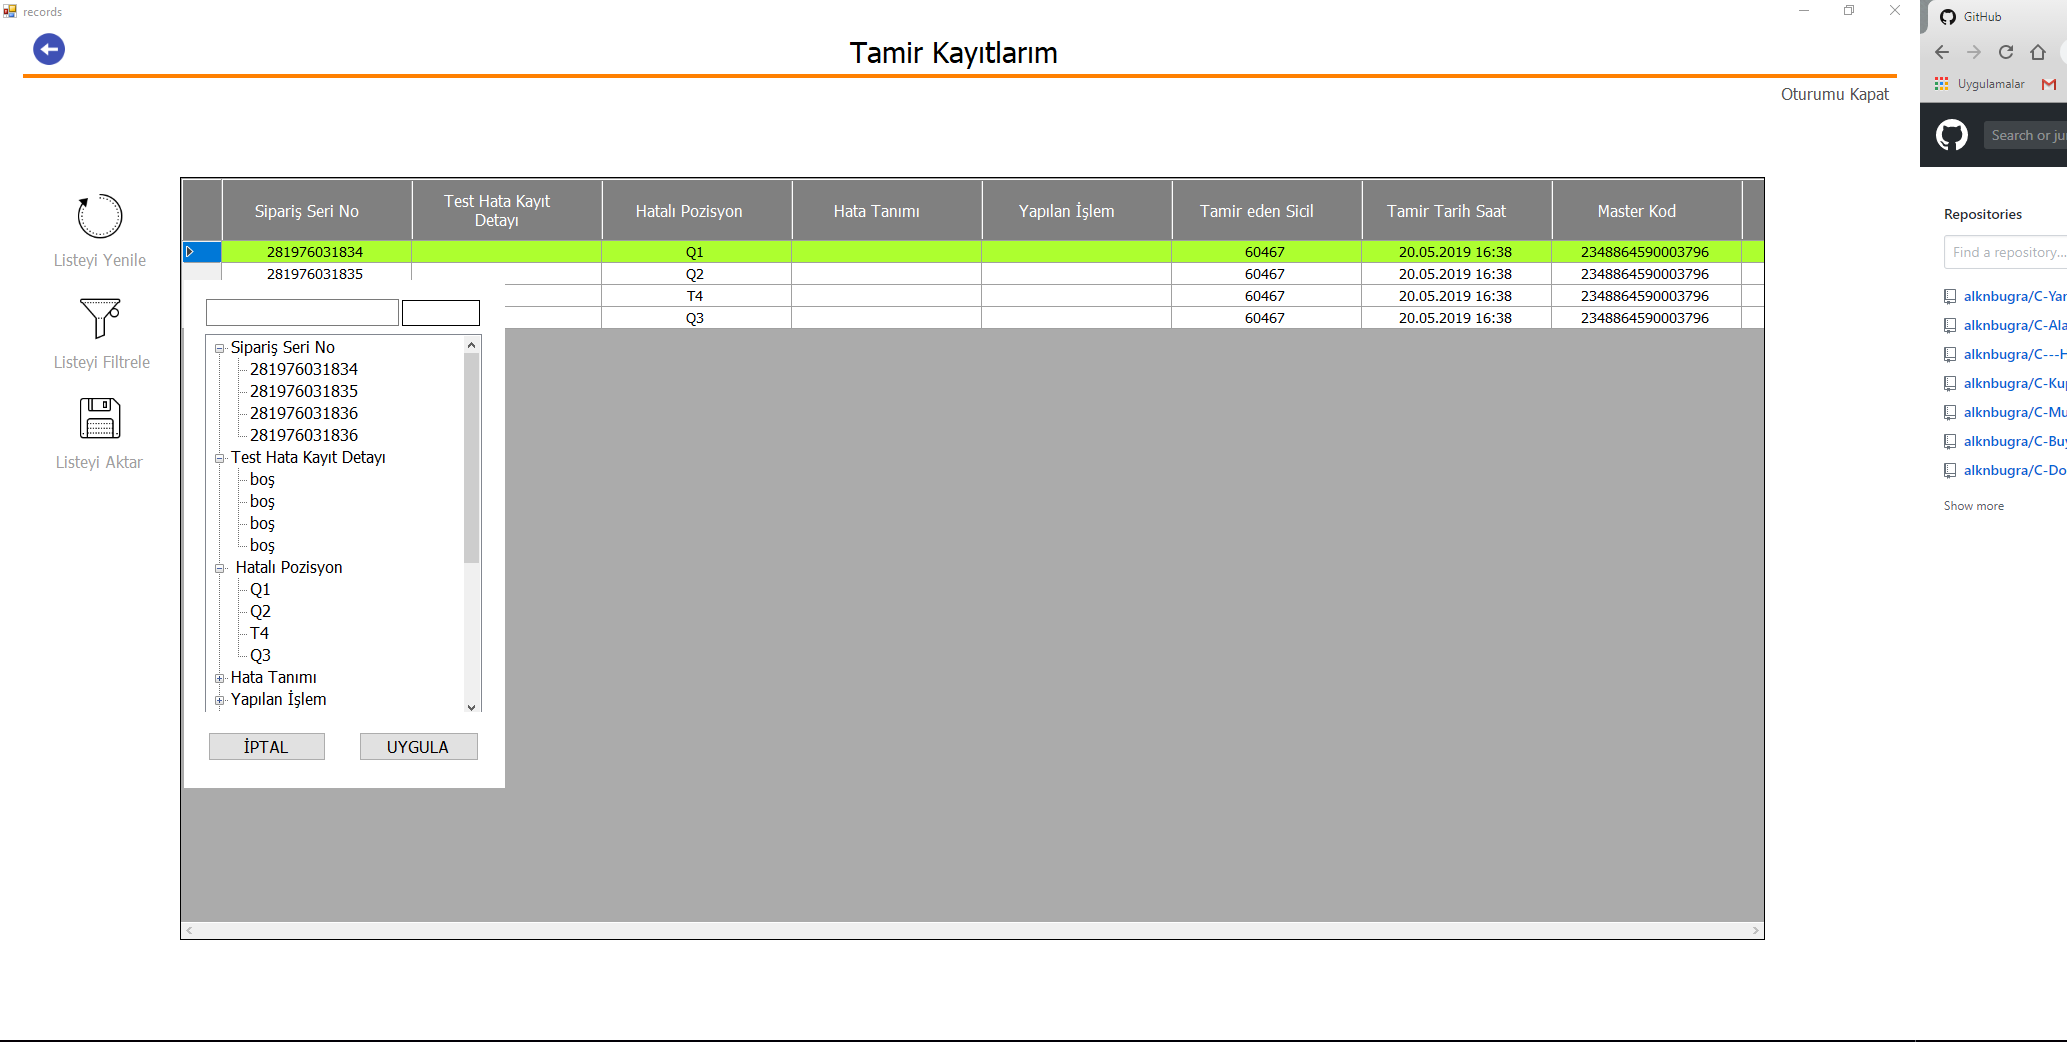 records
Tamir Kayıtlarım
Oturumu Kapat
Listeyi Yenile
Listeyi Filtrele
Listeyi Aktar
Sipariş Seri No
Test Hata Kayıt
Detayı
Hatalı Pozisyon
Hata Tanımı
Yapılan İşlem
Tamir eden Sicil
Tamir Tarih Saat
Master Kod
281976031834 Q1 60467 20.05.2019 16:38 2348864590003796
281976031835 Q2 60467 20.05.2019 16:38 2348864590003796
T4 60467 20.05.2019 16:38 2348864590003796
Q3 60467 20.05.2019 16:38 2348864590003796
Sipariş Seri No
281976031834
281976031835
281976031836
281976031836
Test Hata Kayıt Detayı
boş
boş
boş
boş
Hatalı Pozisyon
Q1
Q2
T4
Q3
Hata Tanımı
Yapılan İşlem
İPTAL
UYGULA
GitHub
Uygulamalar
Search or ju
Repositories
Find a repository...
alknbugra/C-Yar
alknbugra/C-Ala
alknbugra/C---H
alknbugra/C-Kup
alknbugra/C-Mu
alknbugra/C-Buy
alknbugra/C-Do
Show more